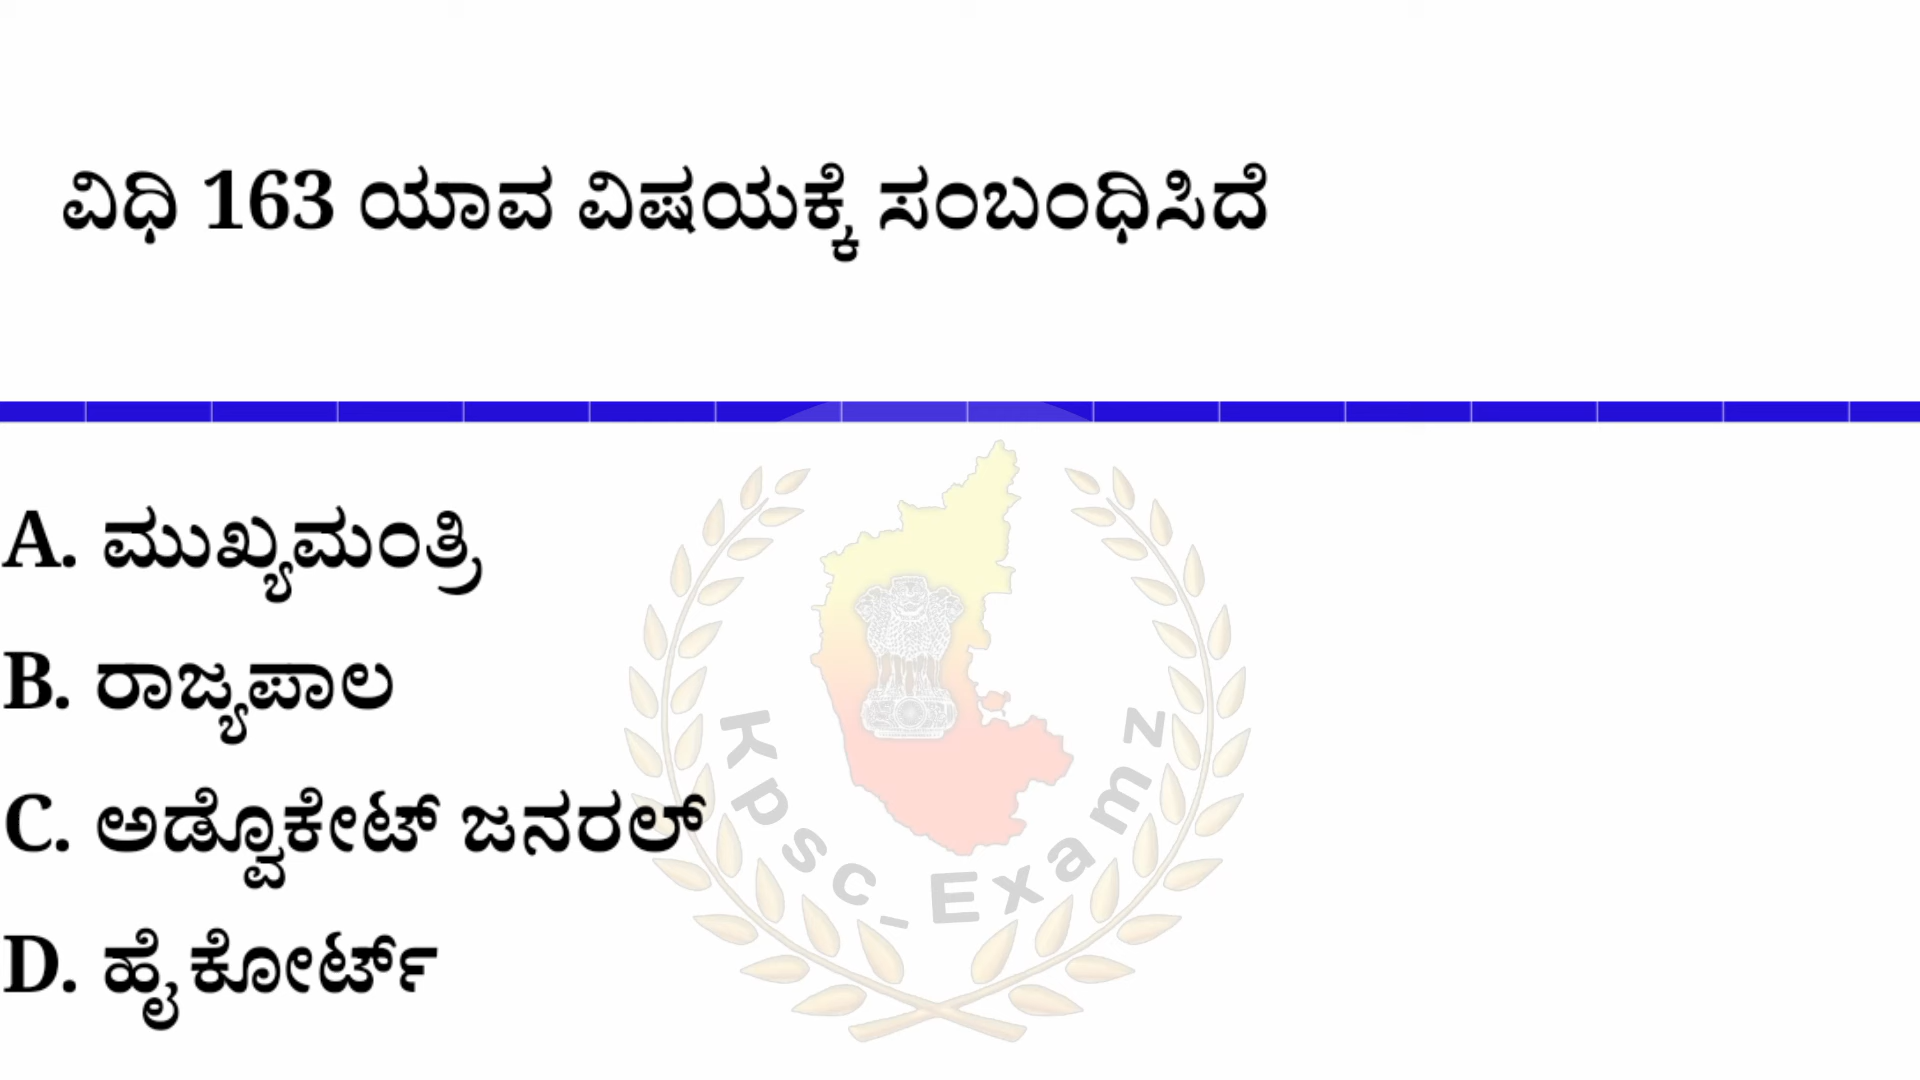 ವಿಧಿ 163 ಯಾವ ವಿಷಯಕ್ಕೆ ಸಂಬಂಧಿಸಿದೆ
A. ಮುಖ್ಯಮಂತ್ರಿ
B. ರಾಜ್ಯಪಾಲ
C. ಅಡ್ವೊಕೇಟ್ ಜನರಲ್
D. ಹೈಕೋರ್ಟ್
Kpsc_Examz